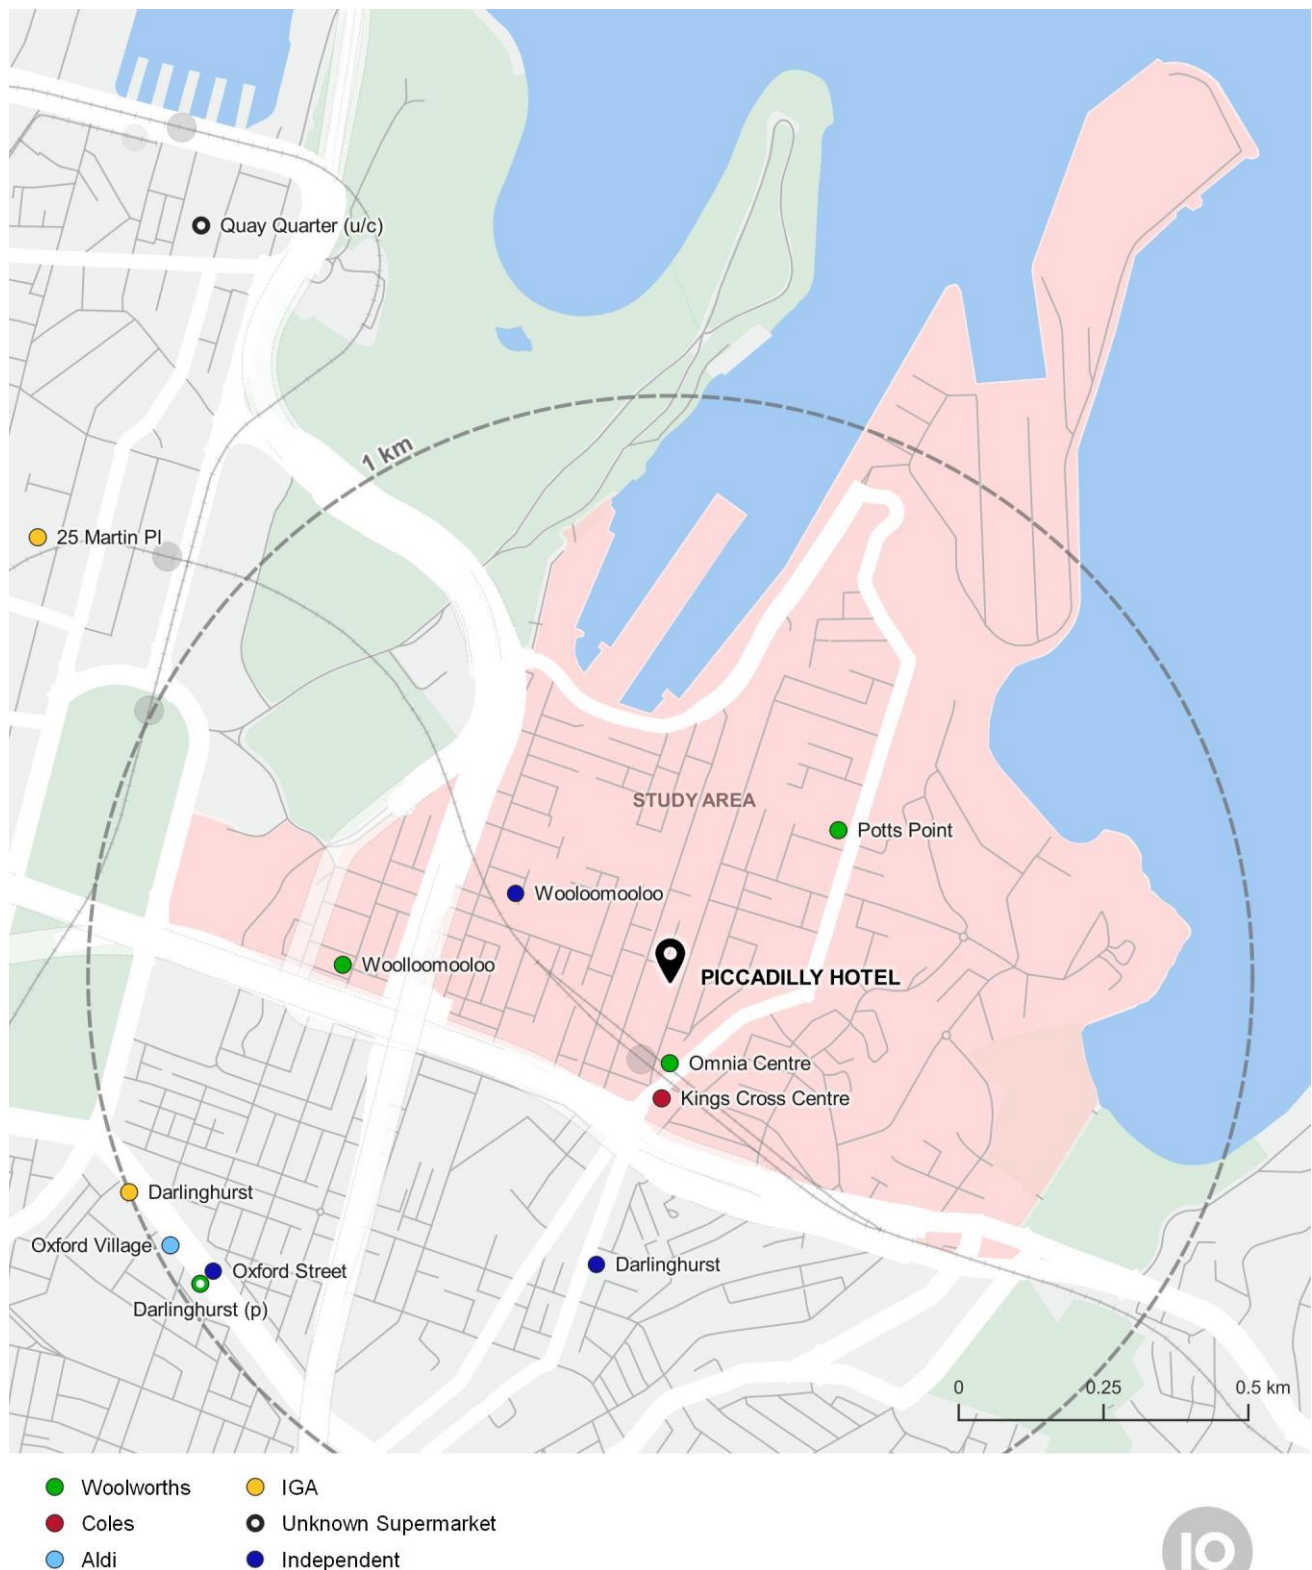 Quay Quarter (u/c)
1 km
25 Martin Pl
STUDY AREA
Potts Point
Wooloomooloo
Woolloomooloo
PICCADILLY HOTEL
Omnia Centre
Kings Cross Centre
Darlinghurst
Oxford Village
Oxford Street
Darlinghurst
Darlinghurst (p)
0 0.25 0.5 km
Woolworths
IGA
Coles
Unknown Supermarket
Aldi
Independent